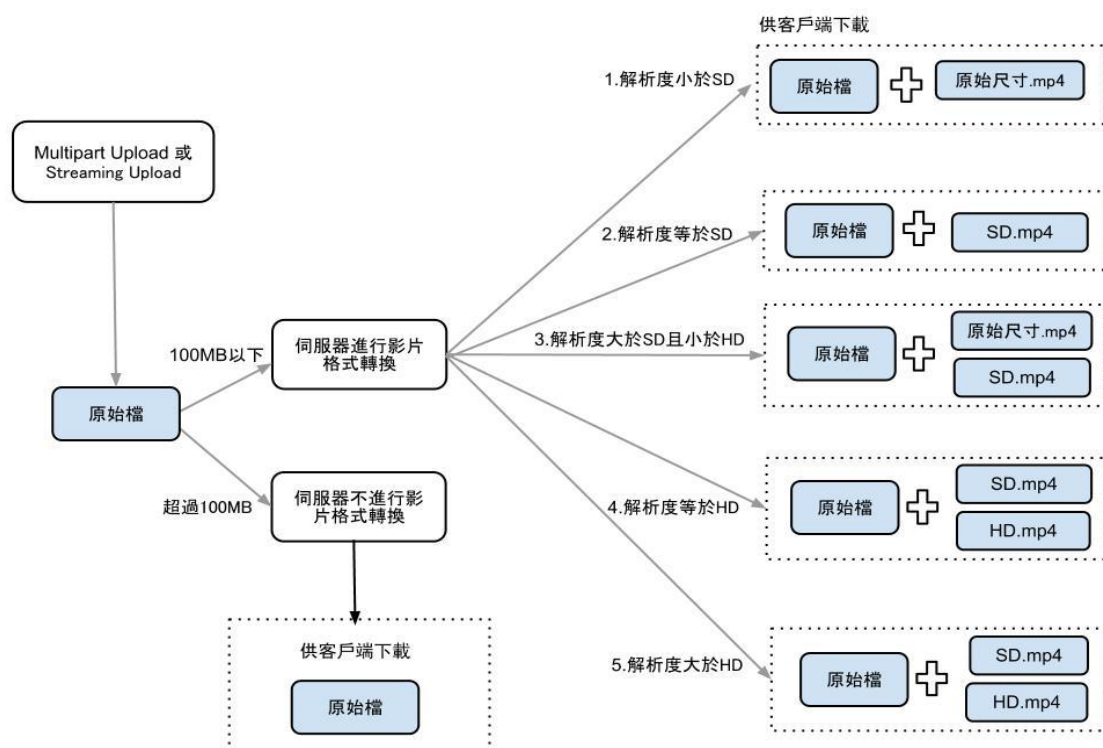 供客戶端下載
1.解析度小於SD
原始檔
原始尺寸.mp4
Multipart Upload 或
Streaming Upload
2.解析度等於SD
原始檔
SD.mp4
100MB以下
伺服器進行影片
格式轉換
3.解析度大於SD且小於HD
原始檔
原始尺寸.mp4
SD.mp4
原始檔
超過100MB
伺服器不進行影
片格式轉換
4.解析度等於HD
原始檔
SD.mp4
HD.mp4
供客戶端下載
原始檔
5.解析度大於HD
原始檔
SD.mp4
HD.mp4